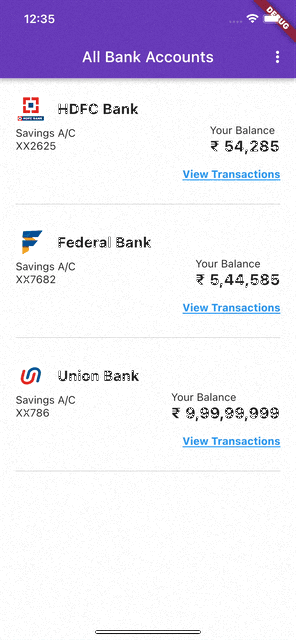 12:35
DEBUG
All Bank Accounts
HDFC Bank
HDFC BANK
Savings A/C
XX2625
Your Balance
₹ 54,285
View Transactions
Federal Bank
Savings A/C
XX7682
Your Balance
₹ 5,44,585
View Transactions
Union Bank
Savings A/C
XX786
Your Balance
₹ 9,99,99,999
View Transactions